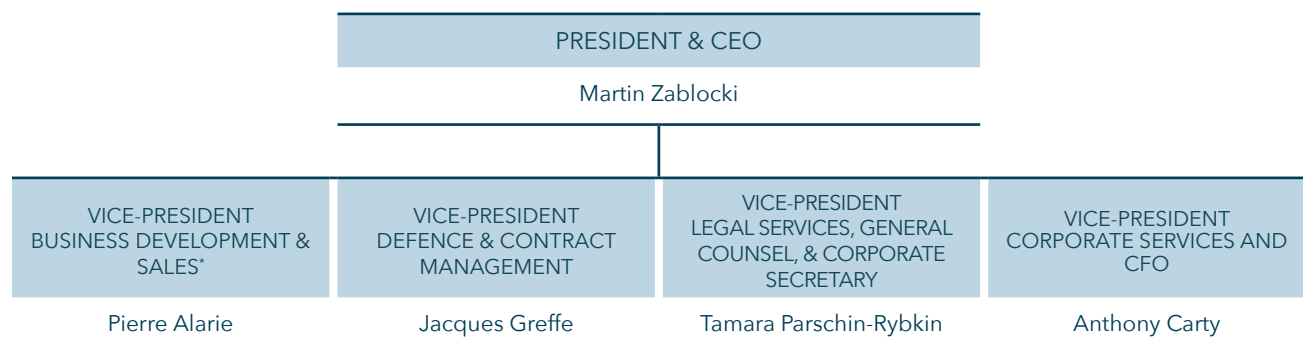 PRESIDENT & CEO
Martin Zablocki
VICE-PRESIDENT
BUSINESS DEVELOPMENT &
SALES*
Pierre Alarie
VICE-PRESIDENT
DEFENCE & CONTRACT
MANAGEMENT
Jacques Greffe
VICE-PRESIDENT
LEGAL SERVICES, GENERAL
COUNSEL, & CORPORATE
SECRETARY
Tamara Parschin-Rybkin
VICE-PRESIDENT
CORPORATE SERVICES AND
CFO
Anthony Carty